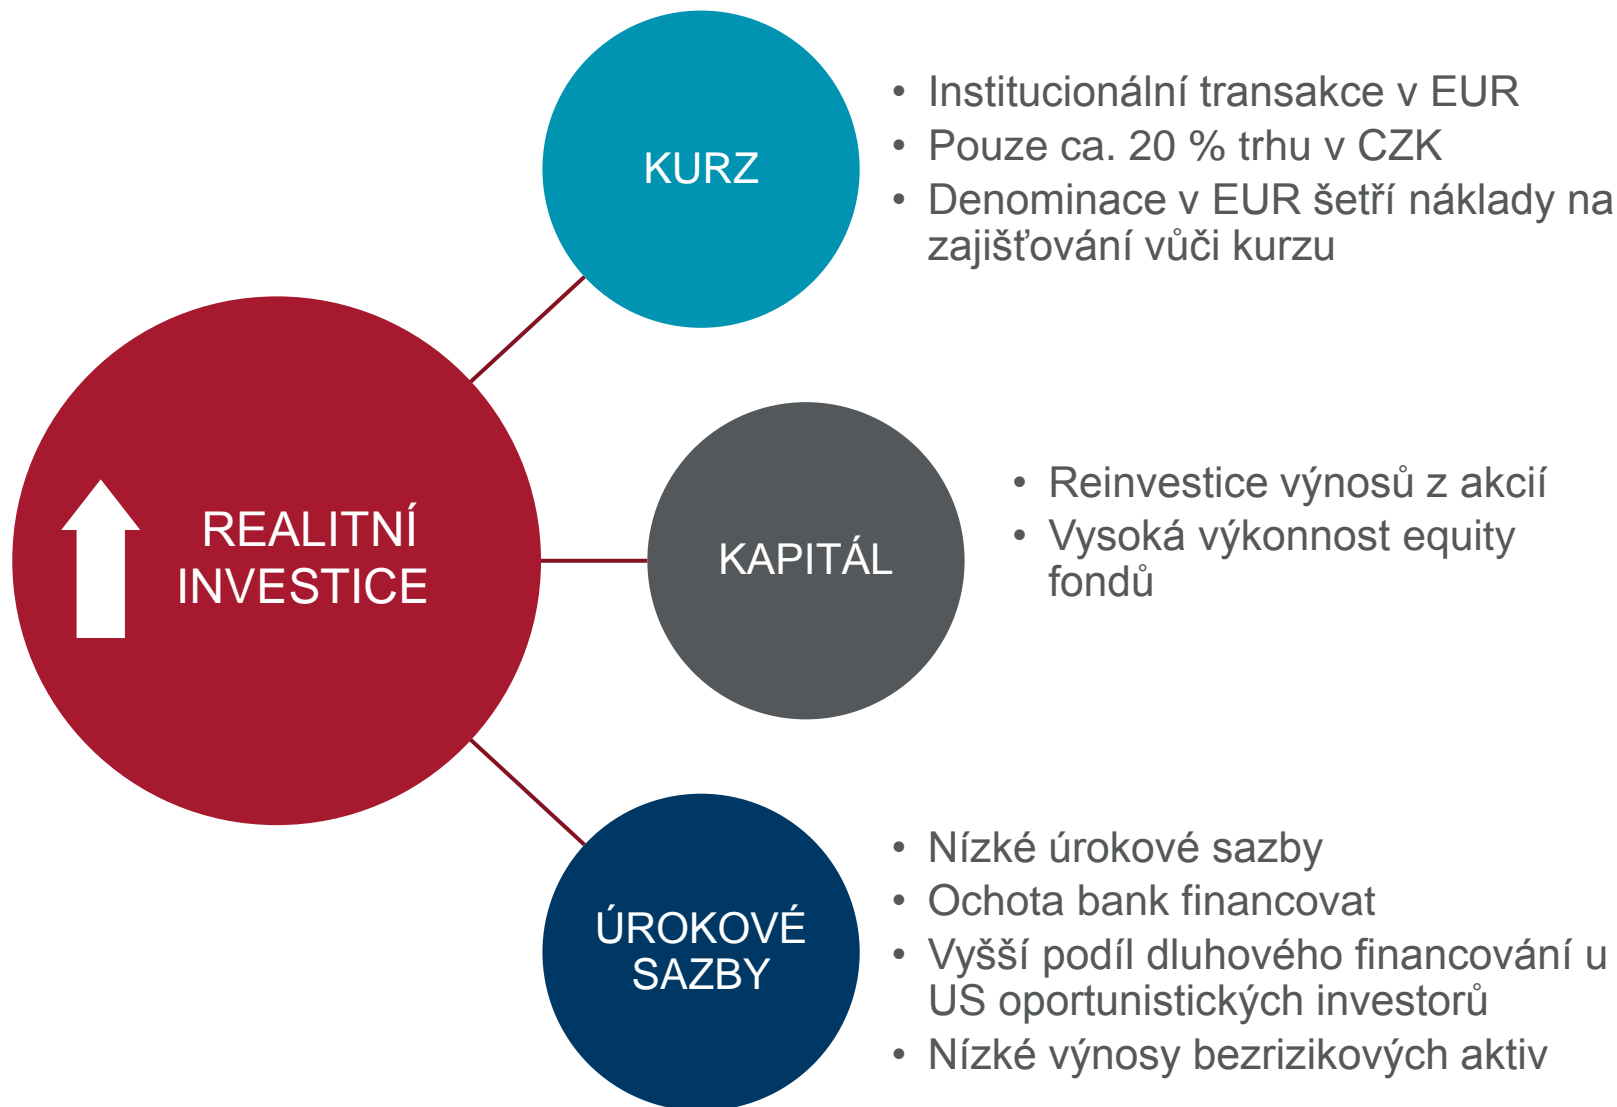 KURZ
• Institucionální transakce v EUR
• Pouze ca. 20 % trhu v CZK
• Denominace v EUR šetří náklady na
zajišťování vůči kurzu
REALITNÍ
INVESTICE
KAPITÁL
• Reinvestice výnosů z akcií
• Vysoká výkonnost equity
fondů
ÚROKOVÉ
SAZBY
• Nízké úrokové sazby
• Ochota bank financovat
• Vyšší podíl dluhového financování u
US oportunistických investorů
• Nízké výnosy bezrizikových aktiv